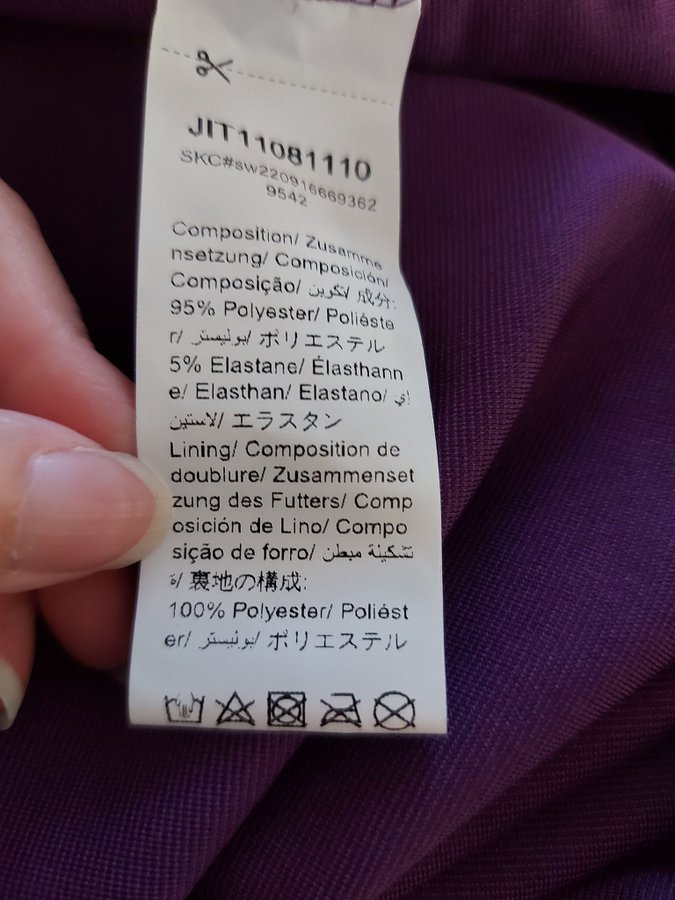 JIT11081110
SKC#sw220916669362
9542
Composition/ Zusamme
nsetzung/ Composición/
Composição/ تكوين/ 成分:
95% Polyester/ Poliéste
r/ بوليستر/ ポリエステル
5% Elastane/ Élasthann
e/ Elasthan/ Elastano/ إي
لاستين/ エラスタン
Lining/ Composition de
doublure/ Zusammenset
zung des Futters/ Comp
osición de Lino/ Compo
sição de forro/ تشكيلة مبطن
ة/ 裏地の構成:
100% Polyester/ Poliést
er/ بوليستر/ ポリエステル